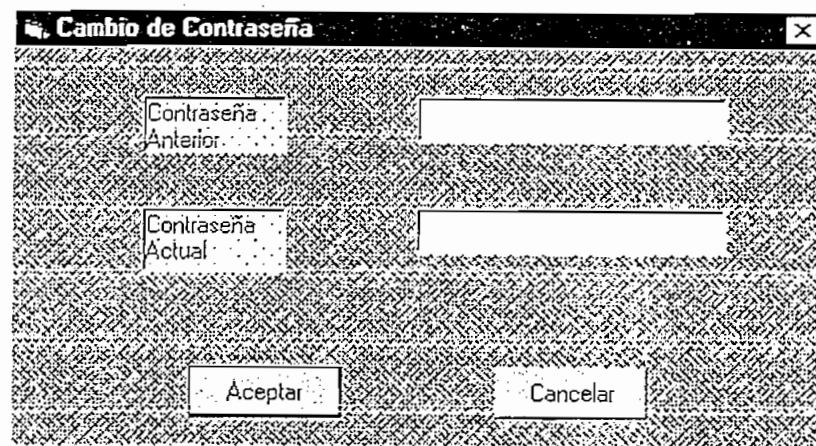 Cambio de Contraseña
Contraseña
Anterior
Contraseña
Actual
Aceptar
Cancelar